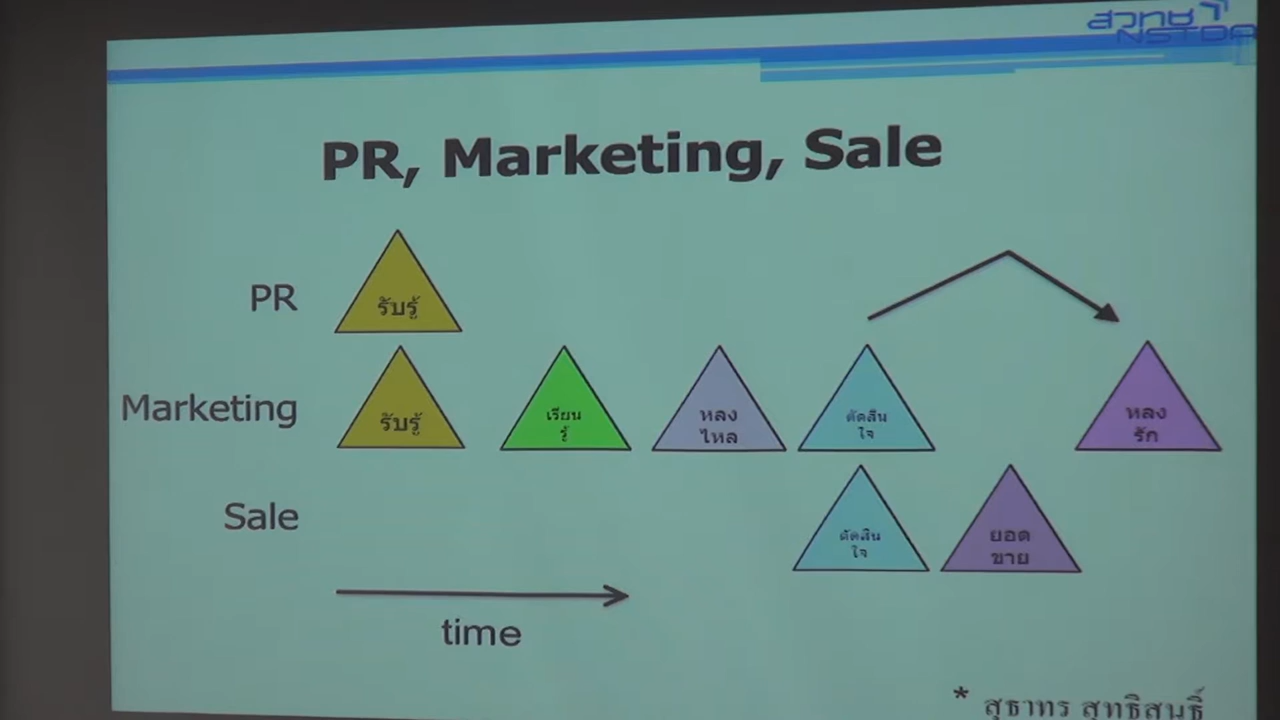 สวทช
NSTDA
PR, Marketing, Sale
PR
รับรู้
Marketing
รับรู้
เรียน
รู้
หลง
ไหล
ตัดสิน
ใจ
หลง
รัก
Sale
ตัดสิน
ใจ
ยอด
ขาย
time
* สุธาทร สุทธิสนธิ์